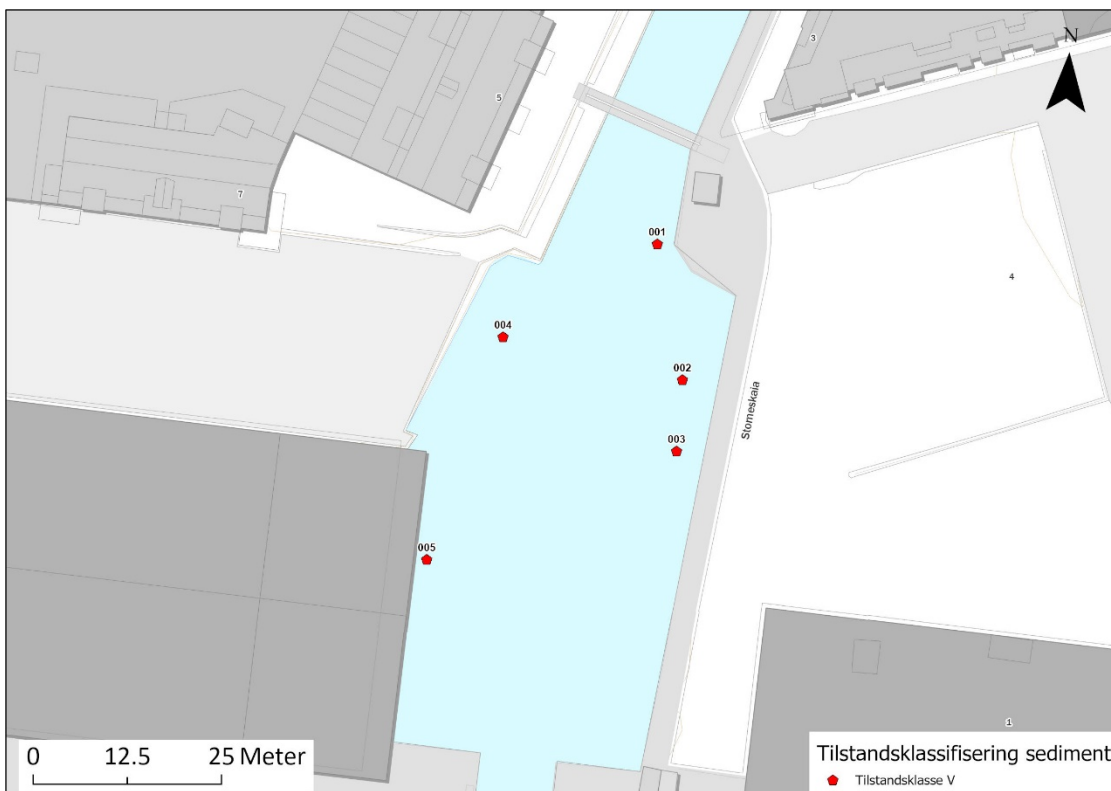 3
N
5
7
001
4
004
002
Stomeskaia
003
005
1
0 12.5 25 Meter
Tilstandsklassifisering sediment
Tilstandsklasse V